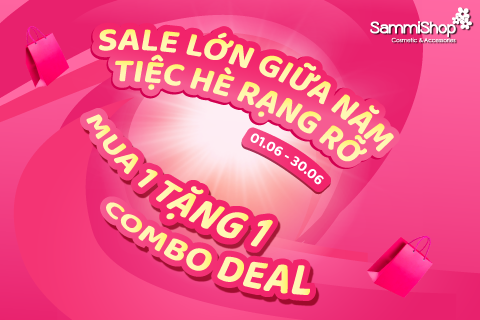 SammiShop
Cosmetic & Accessories
SALE LỚN GIỮA NĂM
TIỆC HÈ RẠNG RỠ
01.06 - 30.06
MUA 1 TẶNG 1
COMBO DEAL